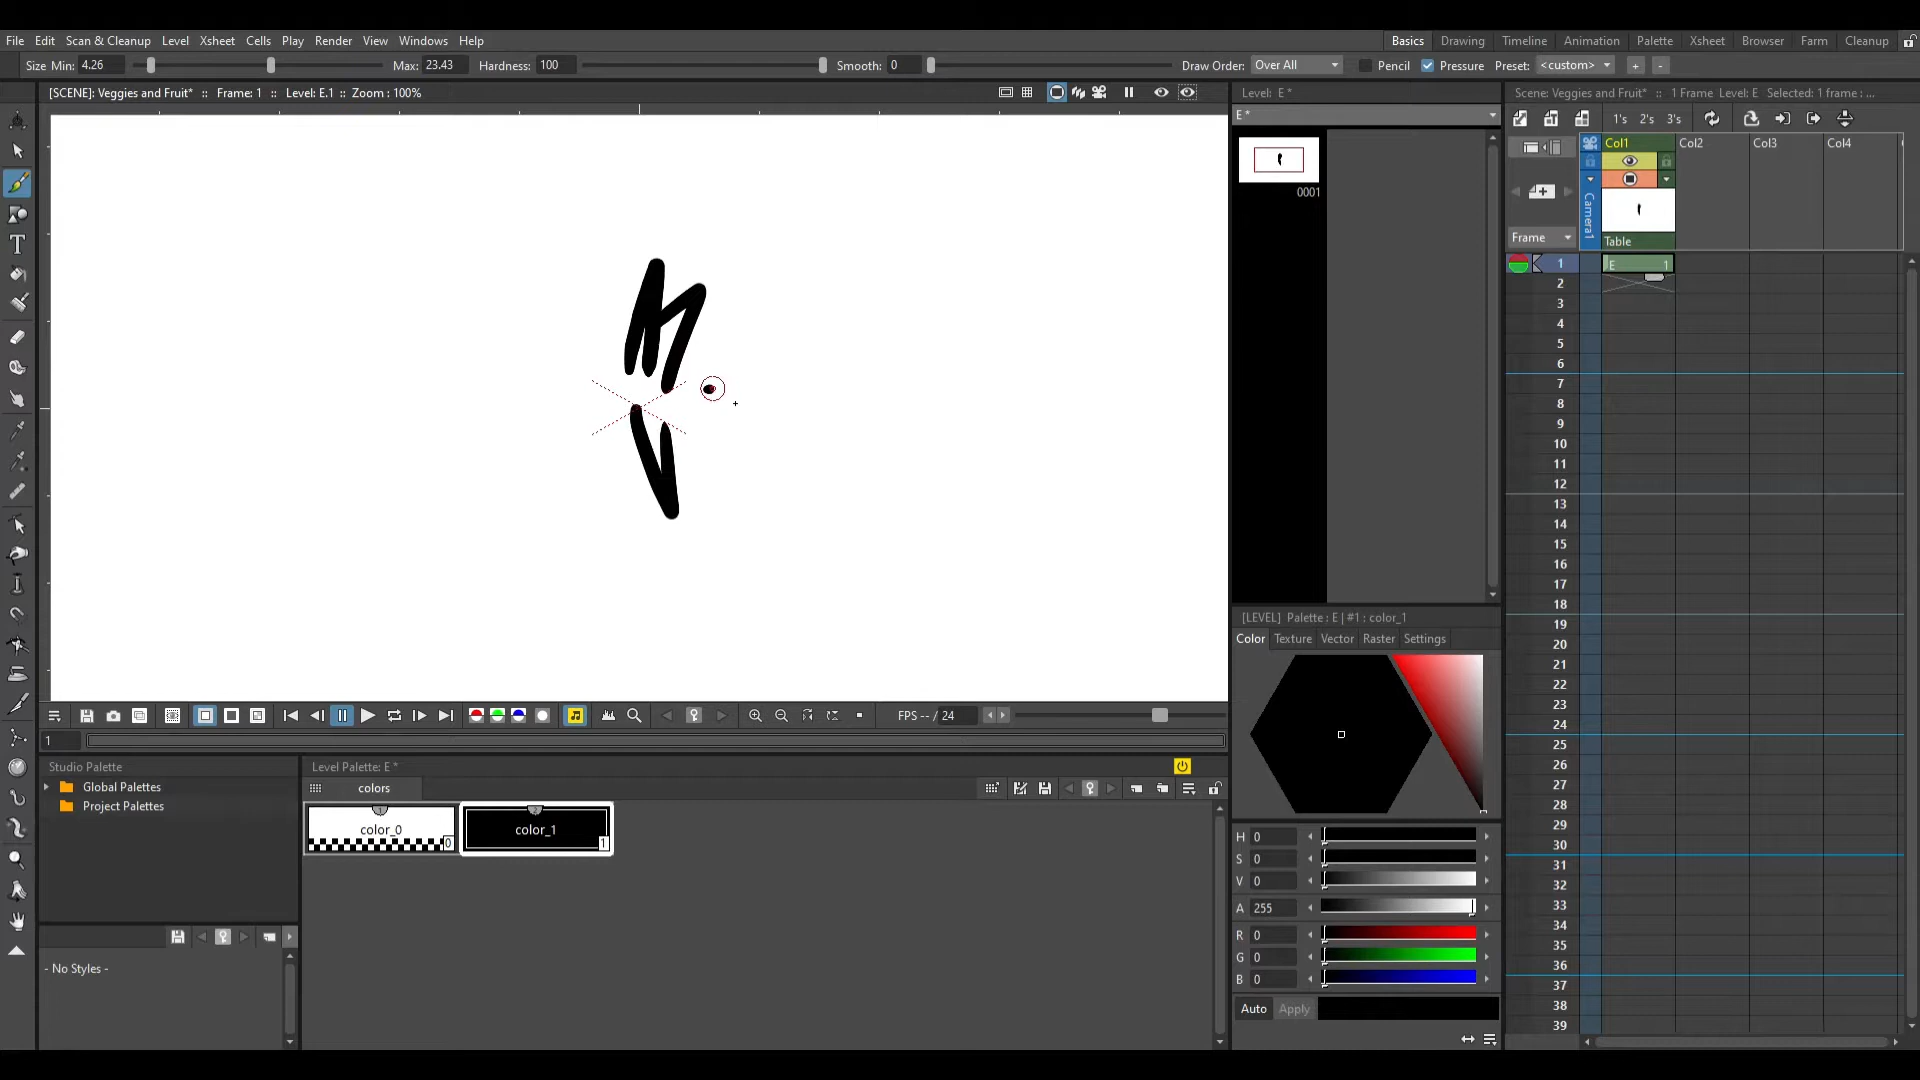 File Edit Scan & Cleanup Level Xsheet Cells Play Render View Windows Help Basics Drawing Timeline Animation Palette Xsheet Browser Farm Cleanup
Size Min: 4.26 Max: 23.43 Hardness: 100 Smooth: 0 Draw Order: Over All Pencil Pressure Preset: <custom> + -
[SCENE]: Veggies and Fruit* :: Frame: 1 :: Level: E.1 :: Zoom : 100%
Level: E *
Scene: Veggies and Fruit* :: 1 Frame Level: E Selected: 1 frame : ...
E *
1's 2's 3's
Col1 Col2 Col3 Col4
0001
Camera1
Frame
Table
1
E 1
2
3
4
5
6
7
8
9
10
11
12
13
14
15
16
17
18
19
20
21
22
23
24
25
26
27
28
29
30
31
32
33
34
35
36
37
38
39
[LEVEL] Palette : E | #1 : color_1
Color Texture Vector Raster Settings
H 0
S 0
V 0
A 255
R 0
G 0
B 0
Auto Apply
FPS -- / 24
1
Studio Palette
Global Palettes
Project Palettes
- No Styles -
Level Palette: E *
colors
1 color_0 0
2 color_1 1